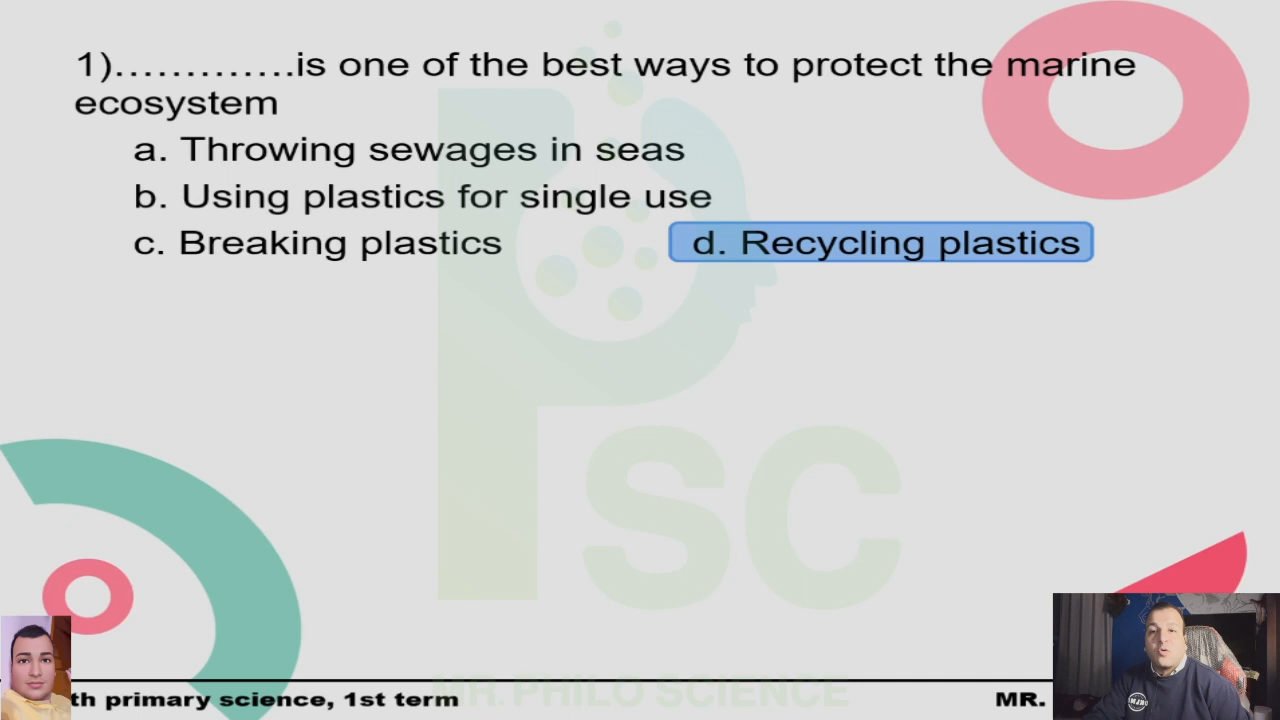 1)………….is one of the best ways to protect the marine
ecosystem
a. Throwing sewages in seas
b. Using plastics for single use
c. Breaking plastics d. Recycling plastics
Psc
MR. PHILO SCIENCE
th primary science, 1st term MR.